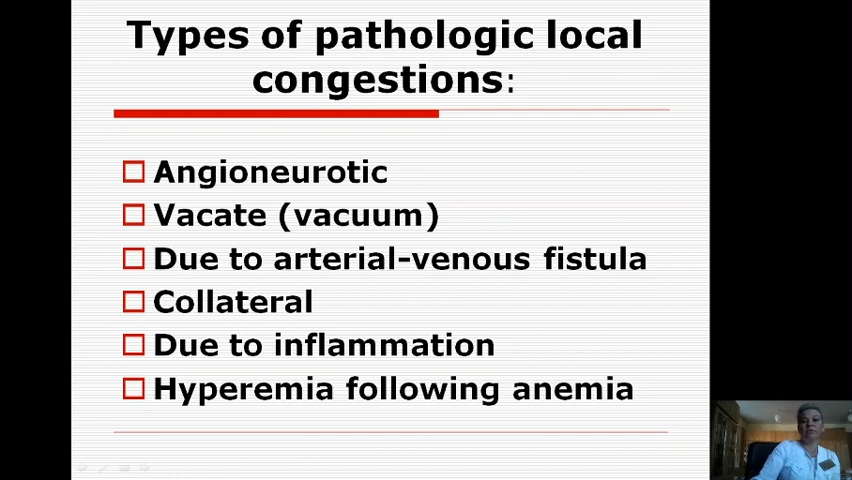 Types of pathologic local
congestions:
Angioneurotic
Vacate (vacuum)
Due to arterial-venous fistula
Collateral
Due to inflammation
Hyperemia following anemia